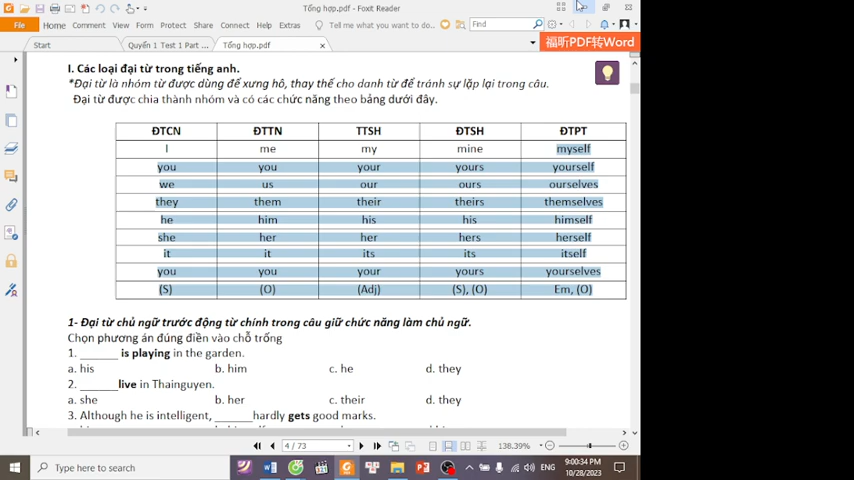 Tổng hợp.pdf - Foxit Reader
File Home Comment View Form Protect Share Connect Help Extras Tell me what you want to do... Find
Start Quyển 1 Test 1 Part ... Tổng hợp.pdf ×
福昕PDF转Word
I. Các loại đại từ trong tiếng anh.
*Đại từ là nhóm từ được dùng để xưng hô, thay thế cho danh từ để tránh sự lặp lại trong câu.
Đại từ được chia thành nhóm và có các chức năng theo bảng dưới đây.
ĐTCN ĐTTN TTSH ĐTSH ĐTPT
I me my mine myself
you you your yours yourself
we us our ours ourselves
they them their theirs themselves
he him his his himself
she her her hers herself
it it its its itself
you you your yours yourselves
(S) (O) (Adj) (S), (O) Em, (O)
1- Đại từ chủ ngữ trước động từ chính trong câu giữ chức năng làm chủ ngữ.
Chọn phương án đúng điền vào chỗ trống
1. ______ is playing in the garden.
a. his b. him c. he d. they
2. ______live in Thainguyen.
a. she b. her c. their d. they
3. Although he is intelligent, ______ hardly gets good marks.
4 / 73 138.39%
Type here to search ENG 9:00:34 PM
10/28/2023